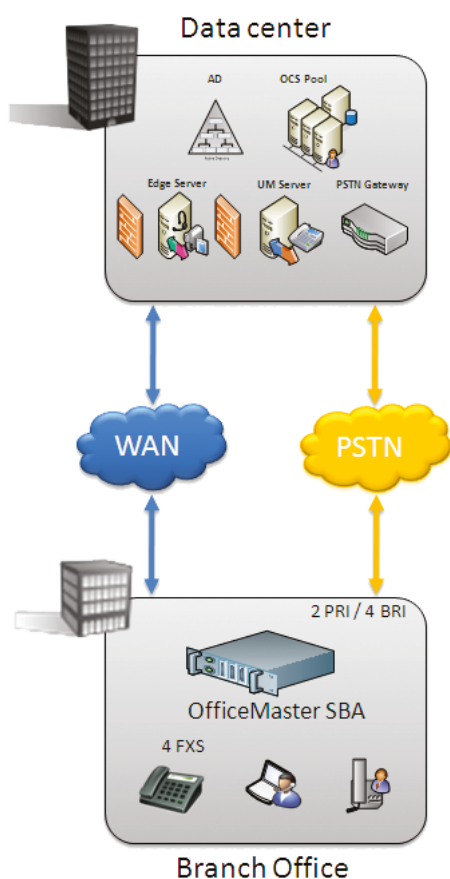 Data center
AD
OCS Pool
Edge Server
UM Server
PSTN Gateway
WAN
PSTN
2 PRI / 4 BRI
OfficeMaster SBA
4 FXS
Branch Office